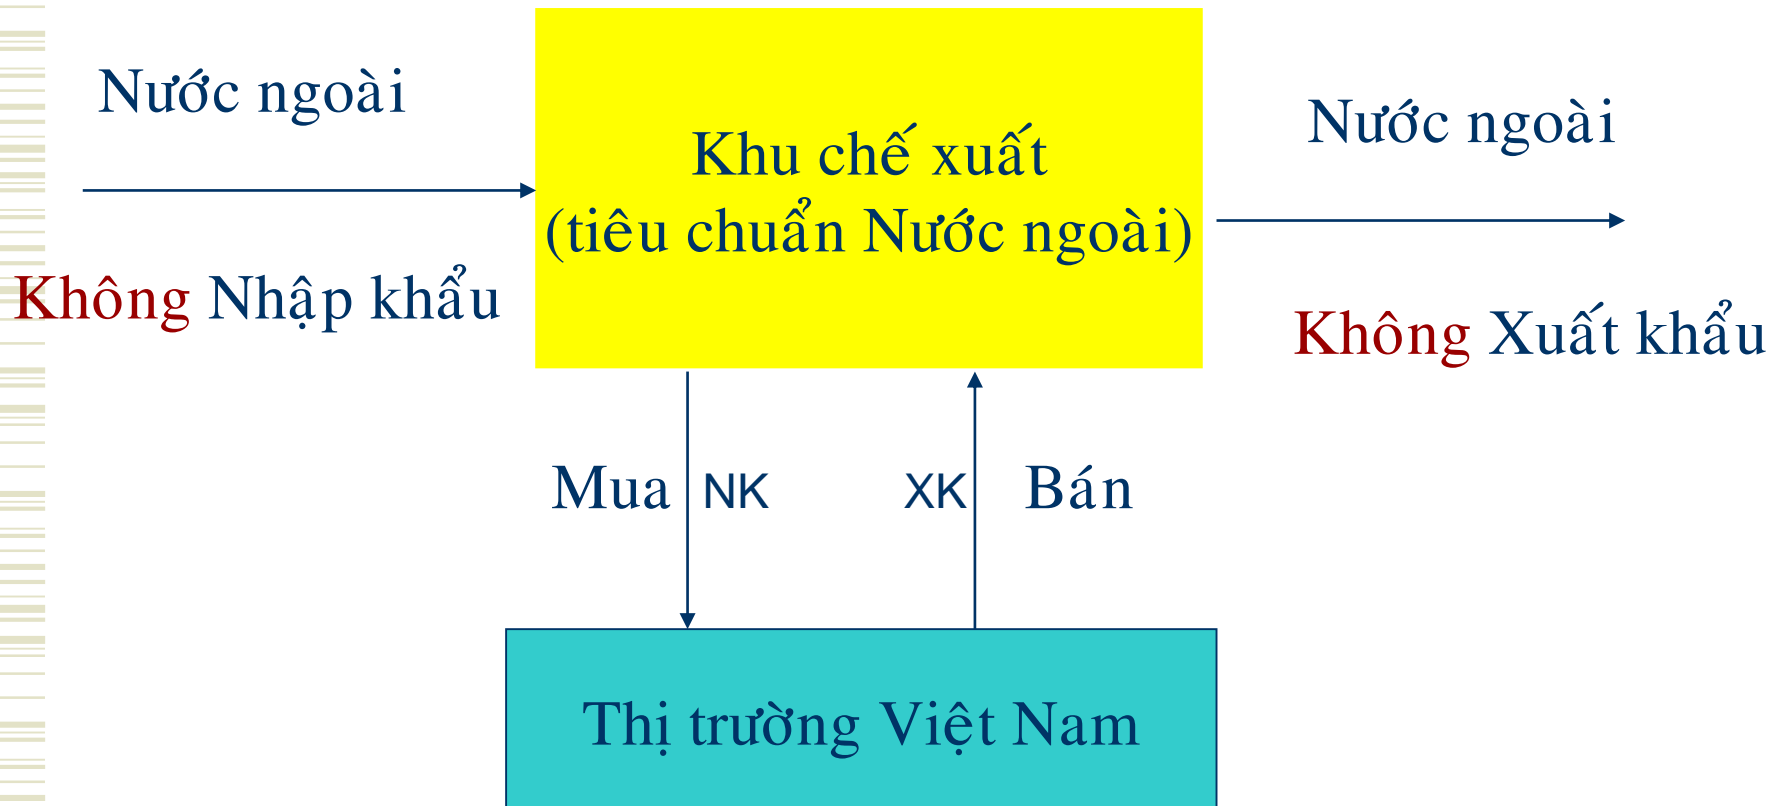 Nước ngoài
Khu chế xuất
(tiêu chuẩn Nước ngoài)
Nước ngoài
Không Nhập khẩu
Không Xuất khẩu
Mua NK XK Bán
Thị trường Việt Nam